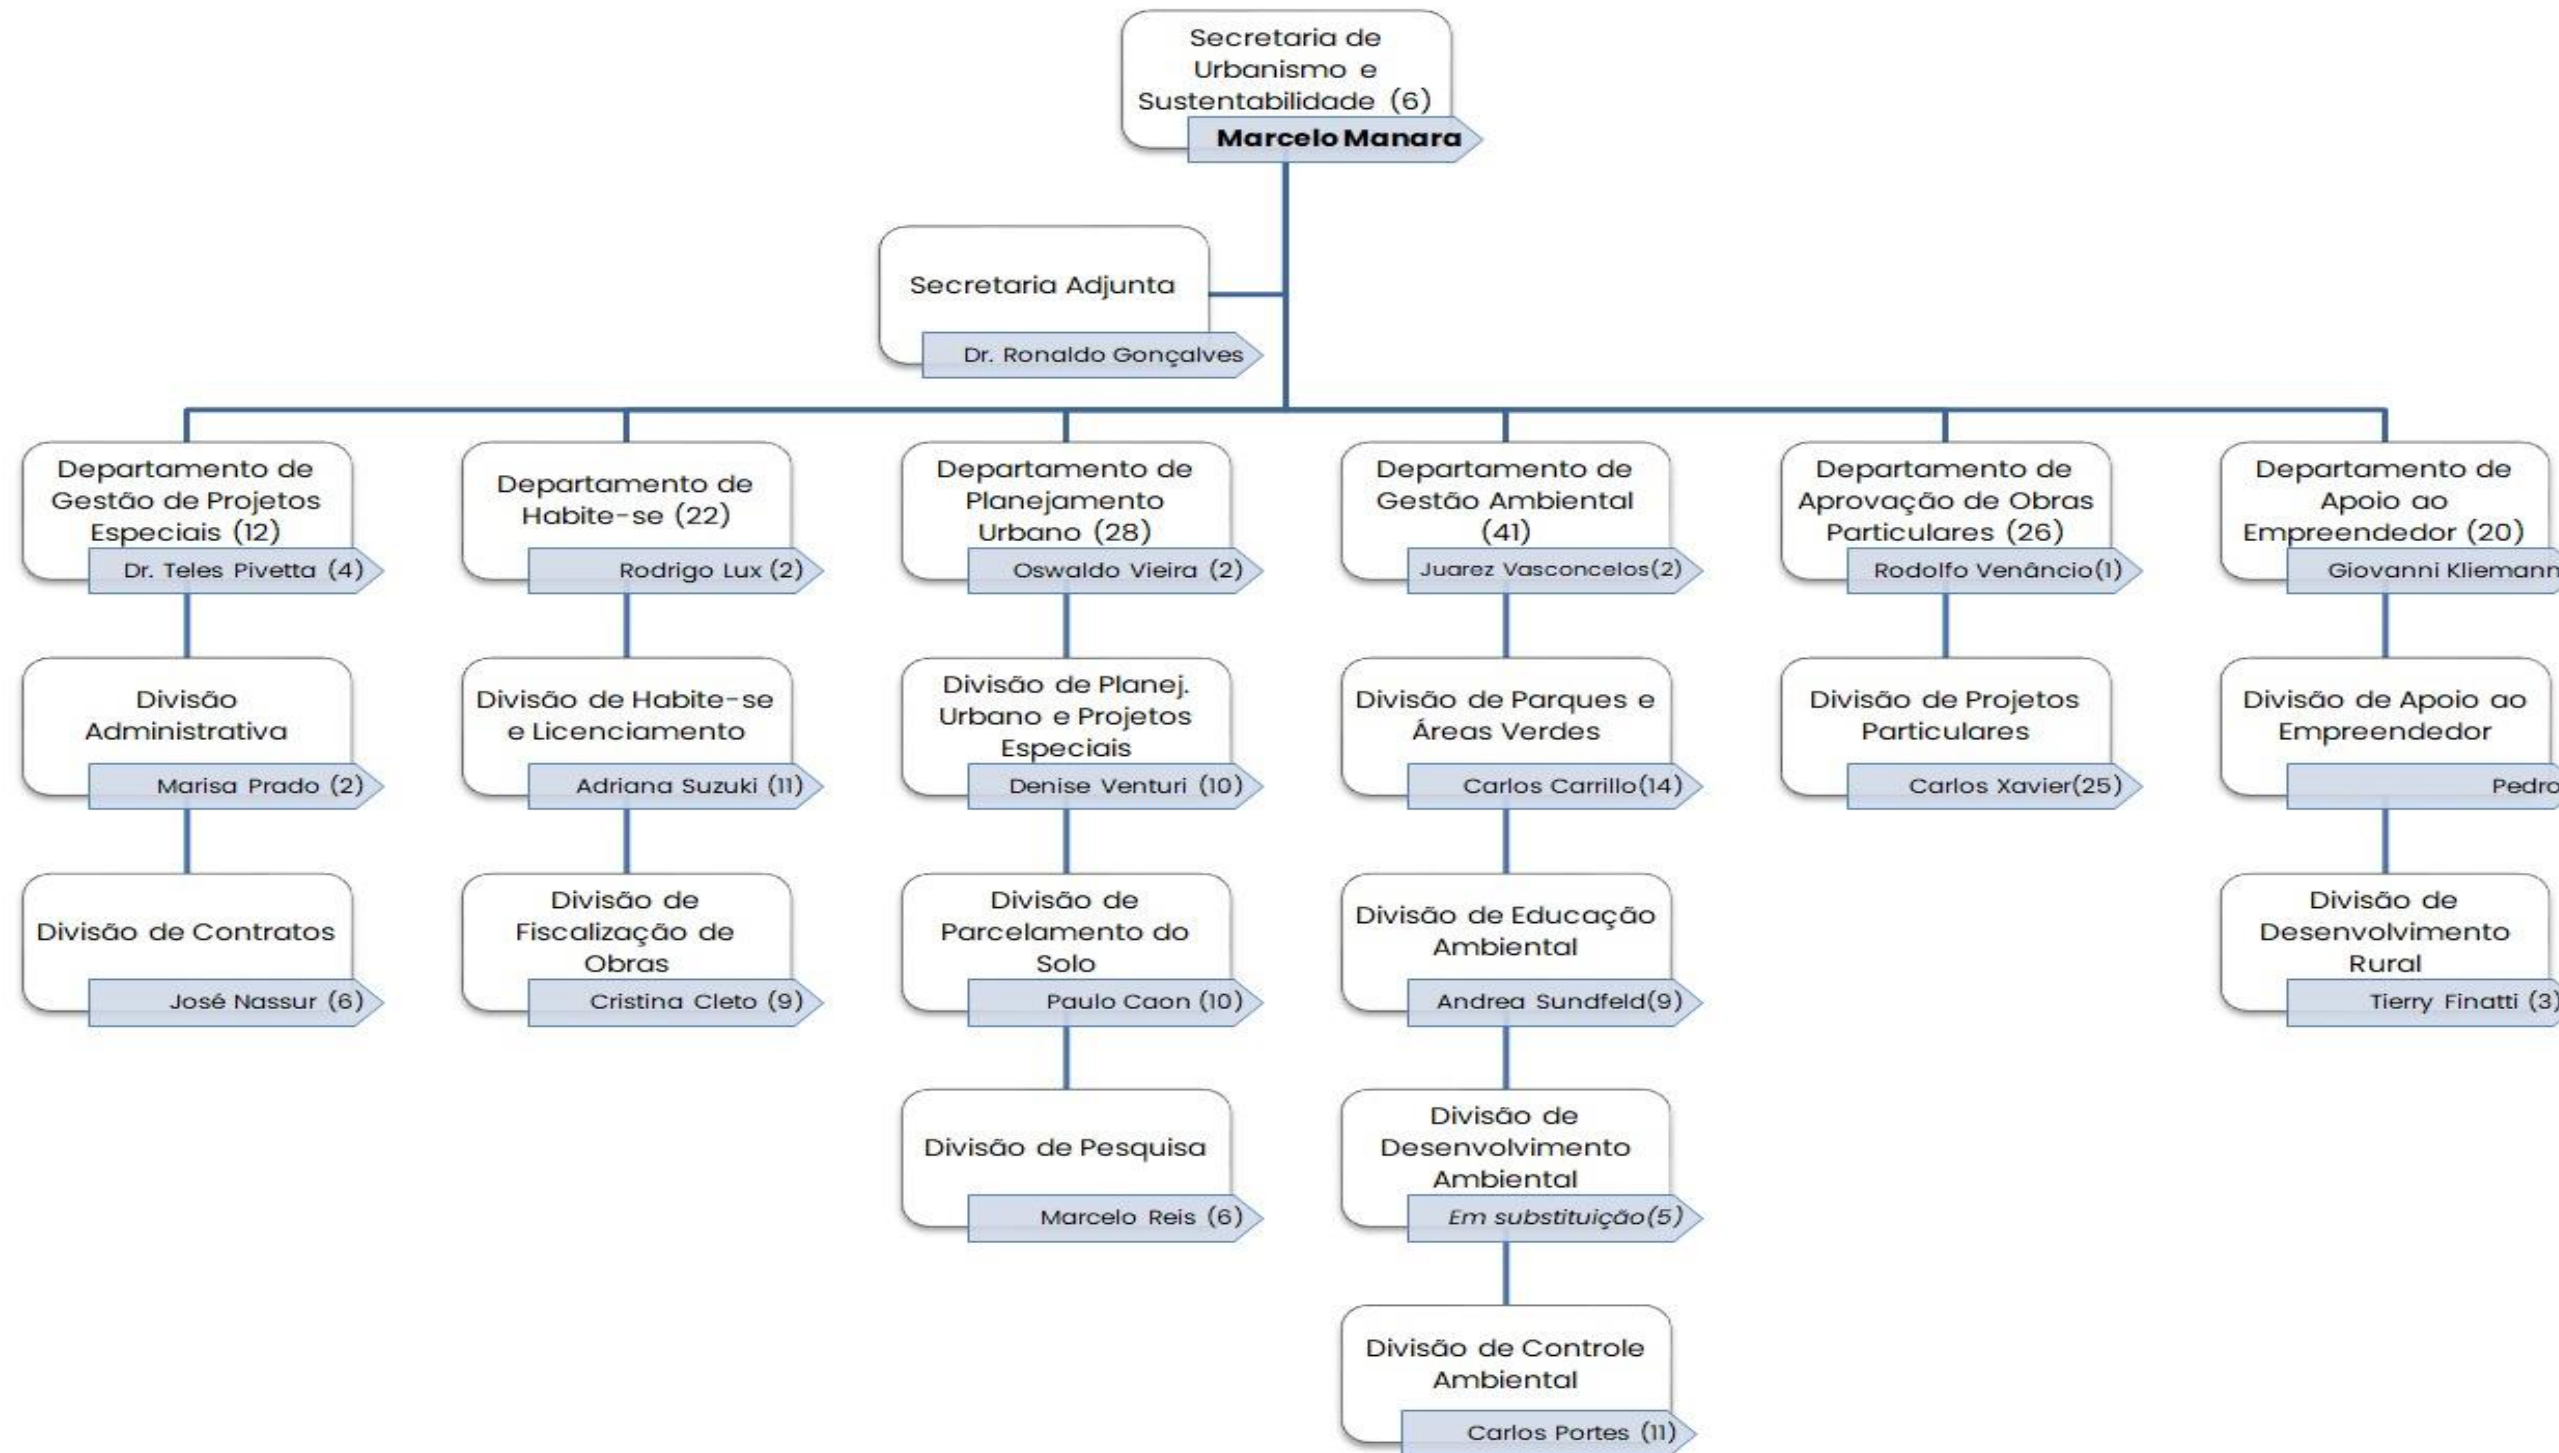 Secretaria de
Urbanismo e
Sustentabilidade (6)
Marcelo Manara
Secretaria Adjunta
Dr. Ronaldo Gonçalves
Departamento de
Gestão de Projetos
Especiais (12)
Dr. Teles Pivetta (4)
Departamento de
Habite-se (22)
Rodrigo Lux (2)
Departamento de
Planejamento
Urbano (28)
Oswaldo Vieira (2)
Departamento de
Gestão Ambiental
(41)
Juarez Vasconcelos(2)
Departamento de
Aprovação de Obras
Particulares (26)
Rodolfo Venâncio(1)
Departamento de
Apoio ao
Empreendedor (20)
Giovanni Kliemann
Divisão
Administrativa
Marisa Prado (2)
Divisão de Habite-se
e Licenciamento
Adriana Suzuki (11)
Divisão de Planej.
Urbano e Projetos
Especiais
Denise Venturi (10)
Divisão de Parques e
Áreas Verdes
Carlos Carrillo(14)
Divisão de Projetos
Particulares
Carlos Xavier(25)
Divisão de Apoio ao
Empreendedor
Pedro
Divisão de Contratos
José Nassur (6)
Divisão de
Fiscalização de
Obras
Cristina Cleto (9)
Divisão de
Parcelamento do
Solo
Paulo Caon (10)
Divisão de Educação
Ambiental
Andrea Sundfeld(9)
Divisão de
Desenvolvimento
Rural
Tierry Finatti (3)
Divisão de Pesquisa
Marcelo Reis (6)
Divisão de
Desenvolvimento
Ambiental
Em substituição(5)
Divisão de Controle
Ambiental
Carlos Portes (11)